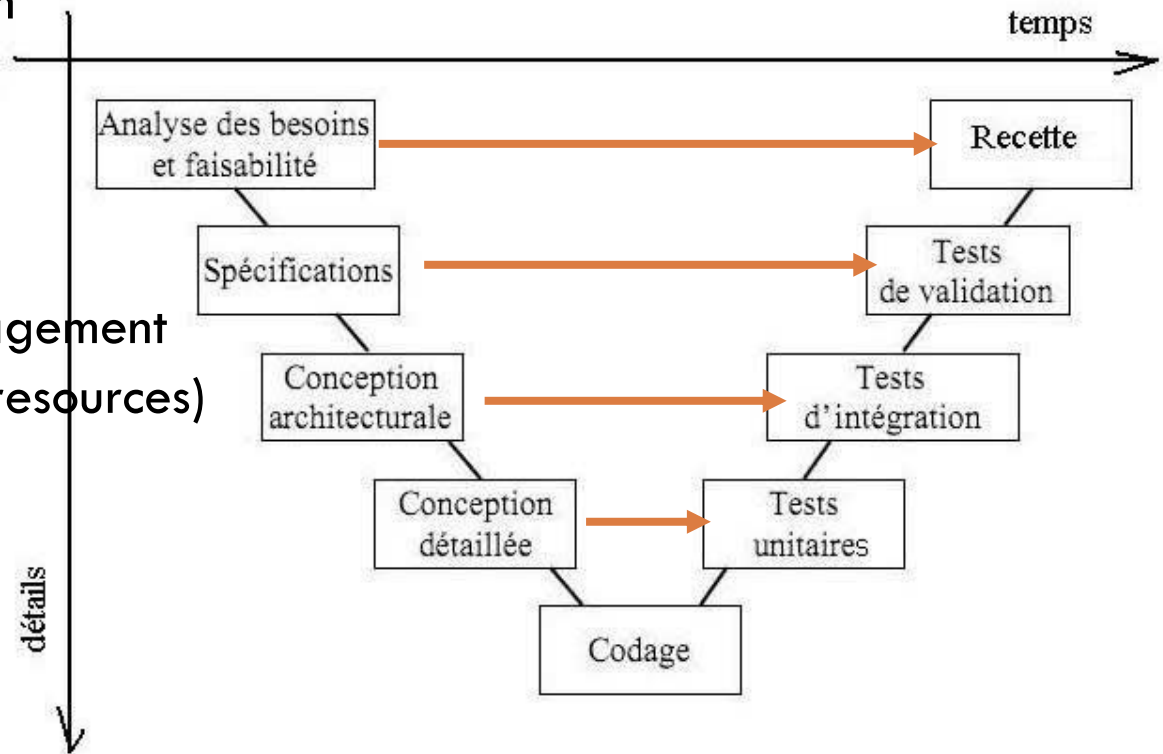 temps
Analyse des besoins
et faisabilité
Recette
Spécifications
Tests
de validation
gement
resources)
Conception
architecturale
Tests
d'intégration
Conception
détaillée
Tests
unitaires
détails
Codage